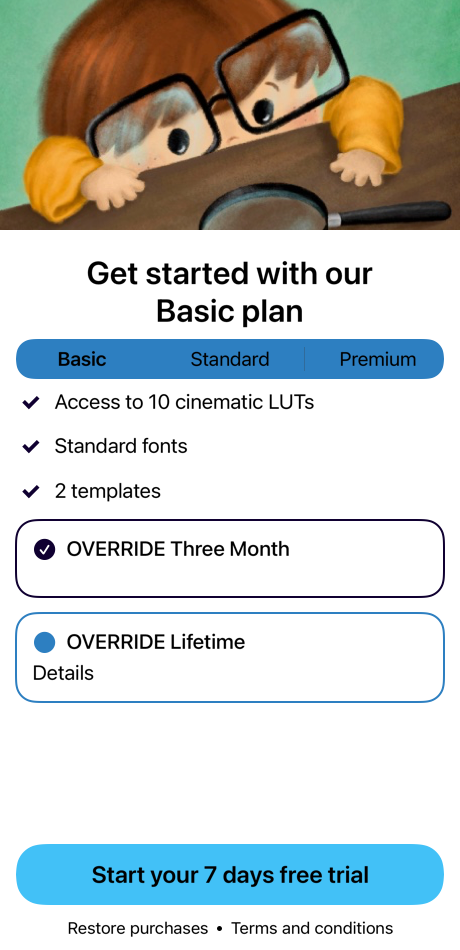 Get started with our
Basic plan
Basic Standard Premium
Access to 10 cinematic LUTs
Standard fonts
2 templates
OVERRIDE Three Month
OVERRIDE Lifetime
Details
Start your 7 days free trial
Restore purchases • Terms and conditions